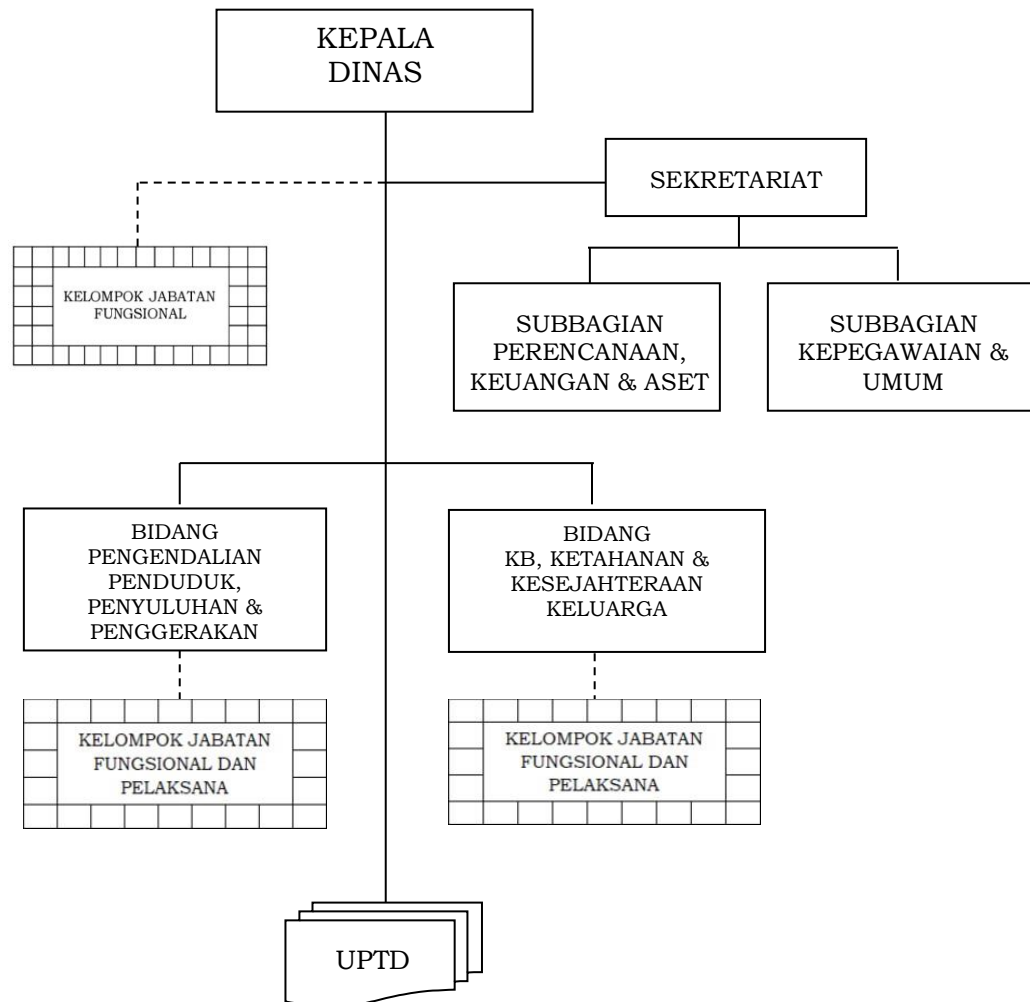 KEPALA
DINAS
SEKRETARIAT
KELOMPOK JABATAN
FUNGSIONAL
SUBBAGIAN
PERENCANAAN,
KEUANGAN & ASET
SUBBAGIAN
KEPEGAWAIAN &
UMUM
BIDANG
PENGENDALIAN
PENDUDUK,
PENYULUHAN &
PENGGERAKAN
BIDANG
KB, KETAHANAN &
KESEJAHTERAAN
KELUARGA
KELOMPOK JABATAN
FUNGSIONAL DAN
PELAKSANA
KELOMPOK JABATAN
FUNGSIONAL DAN
PELAKSANA
UPTD